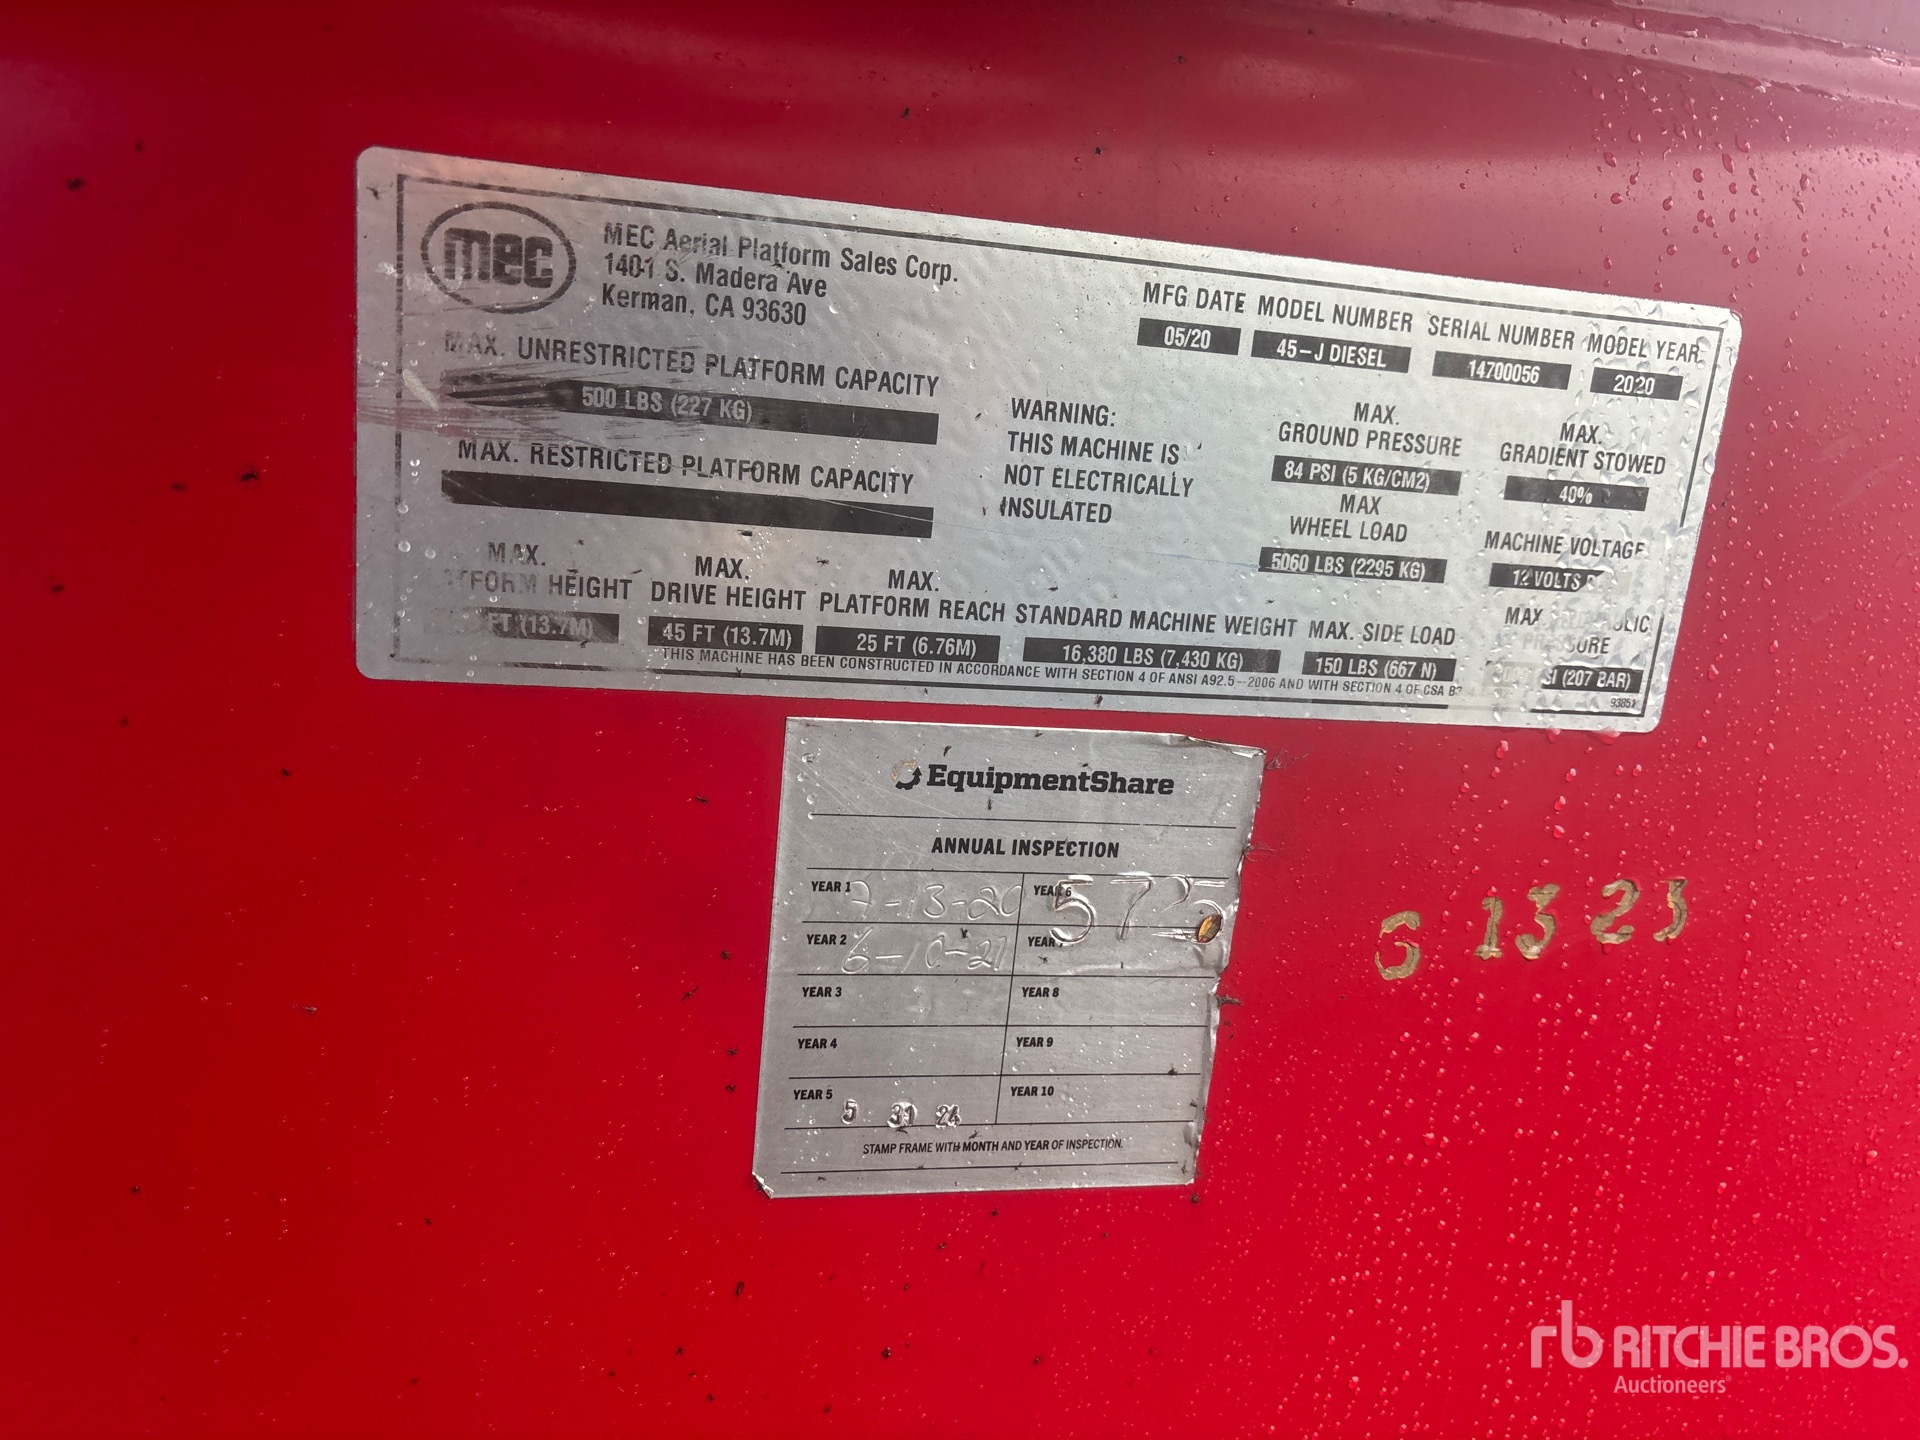 mec
MEC Aerial Platform Sales Corp.
1401 S. Madera Ave
Kerman, CA 93630
MAX. UNRESTRICTED PLATFORM CAPACITY
500 LBS (227 KG)
MAX. RESTRICTED PLATFORM CAPACITY
WARNING:
THIS MACHINE IS
NOT ELECTRICALLY
INSULATED
MFG DATE MODEL NUMBER SERIAL NUMBER MODEL YEAR
05/20 45-J DIESEL 14700056 2020
MAX.
GROUND PRESSURE
84 PSI (5 KG/CM2)
MAX
WHEEL LOAD
5060 LBS (2295 KG)
MAX.
GRADIENT STOWED
40%
MACHINE VOLTAGE
12 VOLTS
MAX
(207 BAR)
MAX.
HEIGHT
FT (13.7M)
MAX.
DRIVE HEIGHT
45 FT (13.7M)
MAX.
PLATFORM REACH
25 FT (6.76M)
STANDARD MACHINE WEIGHT
16,380 LBS (7,430 KG)
MAX. SIDE LOAD
150 LBS (667 N)
THIS MACHINE HAS BEEN CONSTRUCTED IN ACCORDANCE WITH SECTION 4 OF ANSI A92.5-2006 AND WITH SECTION 4 OF CSA
93851
EquipmentShare
ANNUAL INSPECTION
YEAR 1 7-13-20
YEAR 2 6-10-21
YEAR 3
YEAR 4
YEAR 5 5 31 24
YEAR 6 5725
YEAR 7
YEAR 8
YEAR 9
YEAR 10
STAMP FRAME WITH MONTH AND YEAR OF INSPECTION.
6 13 23
rb RITCHIE BROS.
Auctioneers